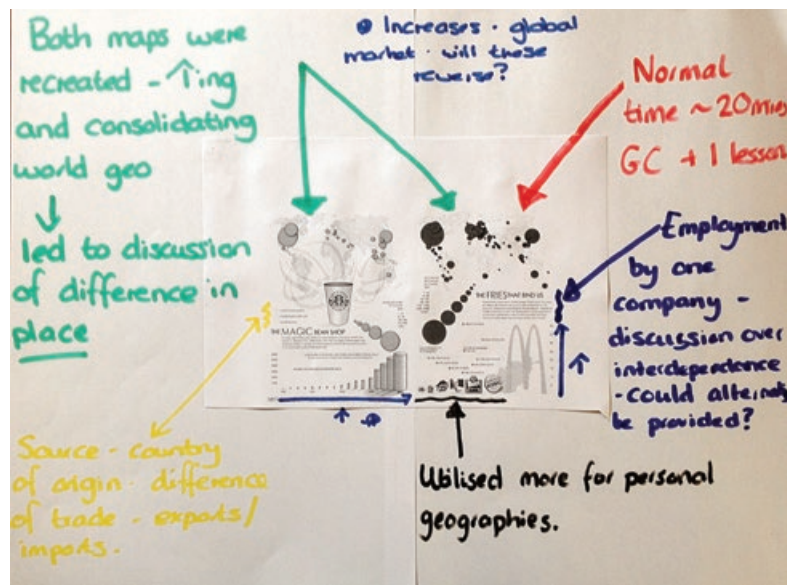 Both maps were
recreated - ↑ing
and consolidating
world geo
↓
led to discussion
of difference in
place
Increases · global
market · will these
reverse?
Normal
time ~ 20mins
GC + 1 lesson
Employment
by one
company -
discussion over
interdependence
- could alternate
be provided?
THE MAGIC BEAN SHOP
THE FRIES THAT BIND US
Source - country
of origin · difference
of trade - exports/
imports.
Utilised more for personal
geographies.